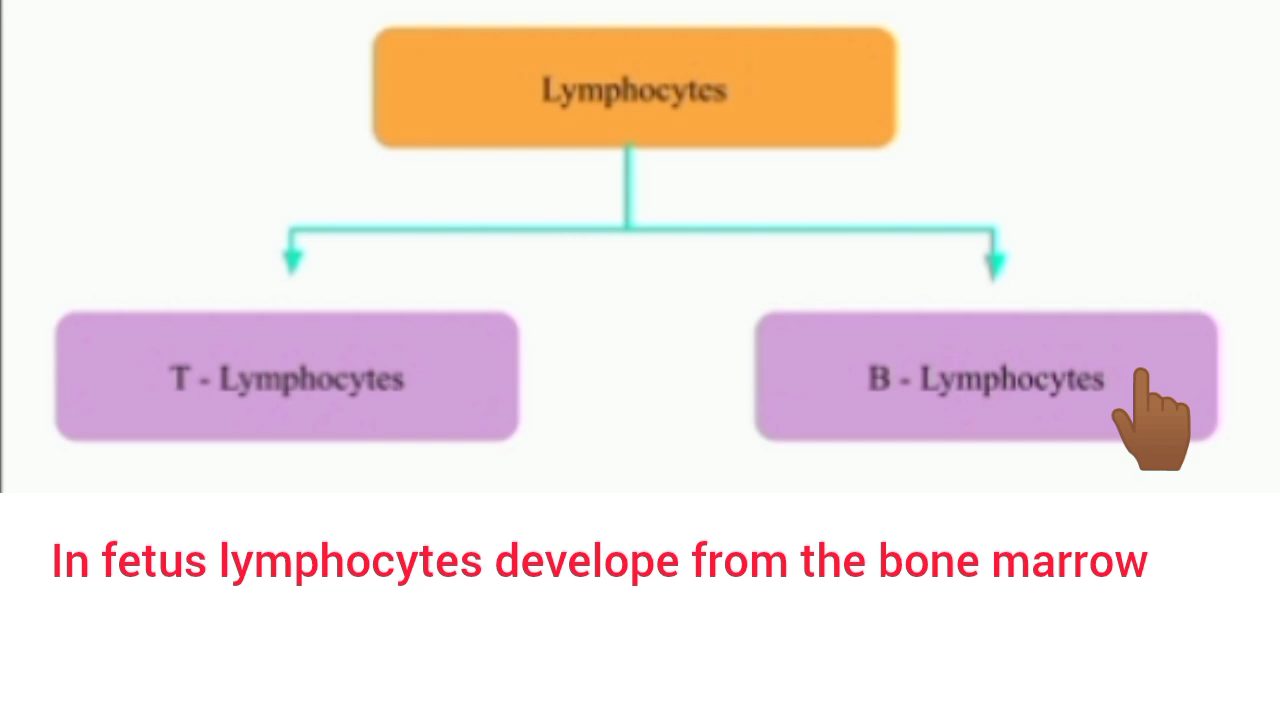 Lymphocytes
T - Lymphocytes
B - Lymphocytes
In fetus lymphocytes develope from the bone marrow